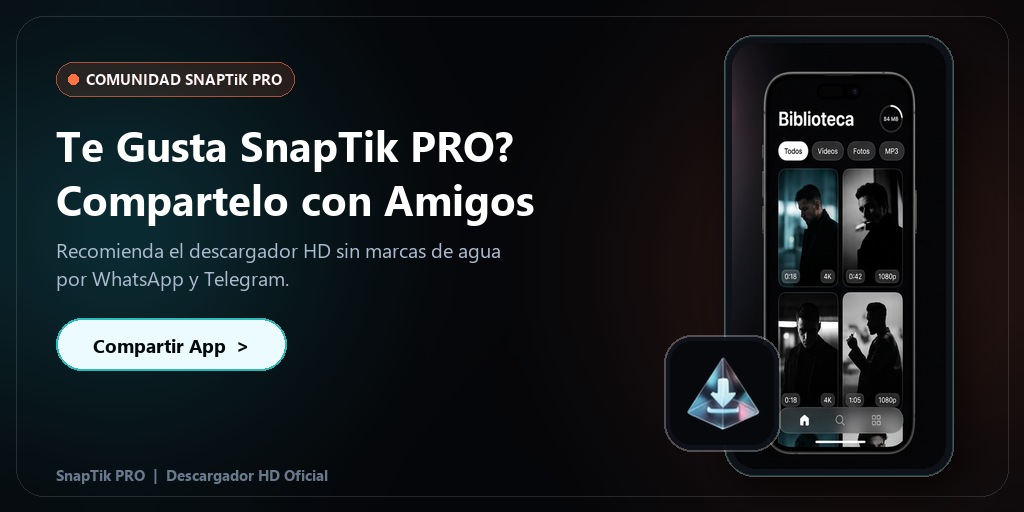 COMUNIDAD SNAPTiK PRO
Te Gusta SnapTik PRO?
Compartelo con Amigos
Recomienda el descargador HD sin marcas de agua
por WhatsApp y Telegram.
Compartir App >
SnapTik PRO | Descargador HD Oficial
Biblioteca
84 MB
Todos Vídeos Fotos MP3
0:18 4K 0:42 1080p
0:18 4K 1:05 1080p